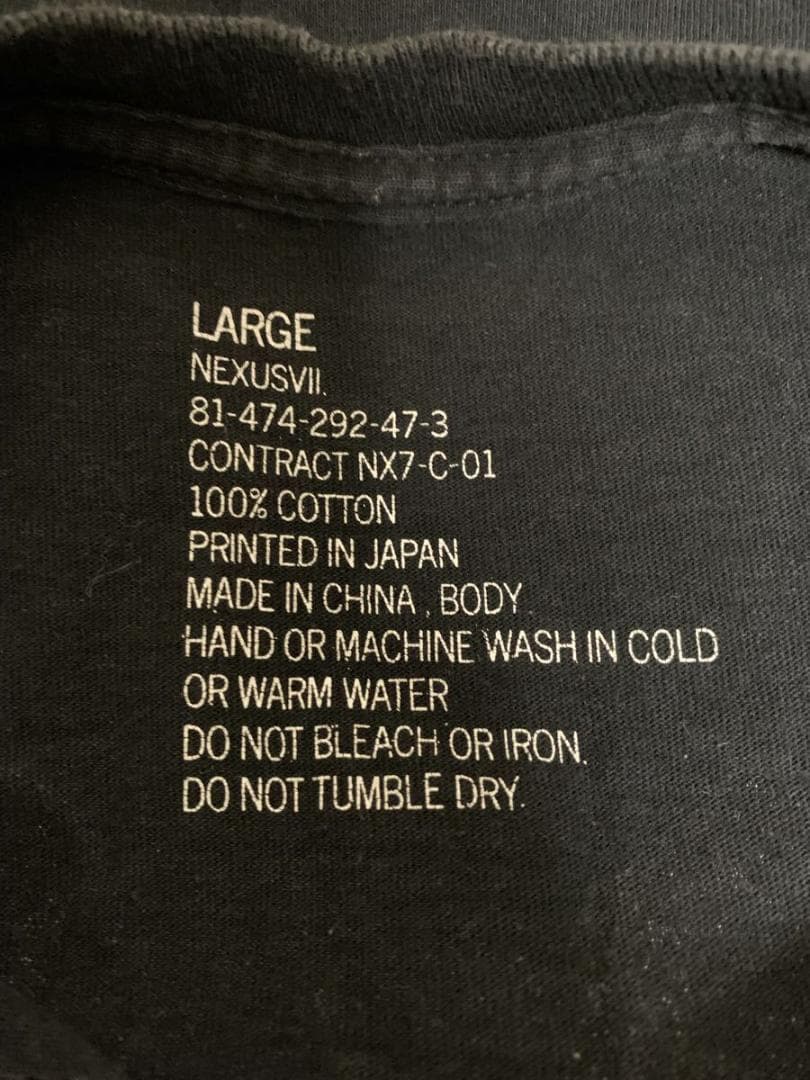 LARGE
NEXUSVII.
81-474-292-47-3
CONTRACT NX7-C-01
100% COTTON
PRINTED IN JAPAN
MADE IN CHINA , BODY.
HAND OR MACHINE WASH IN COLD
OR WARM WATER
DO NOT BLEACH OR IRON.
DO NOT TUMBLE DRY.